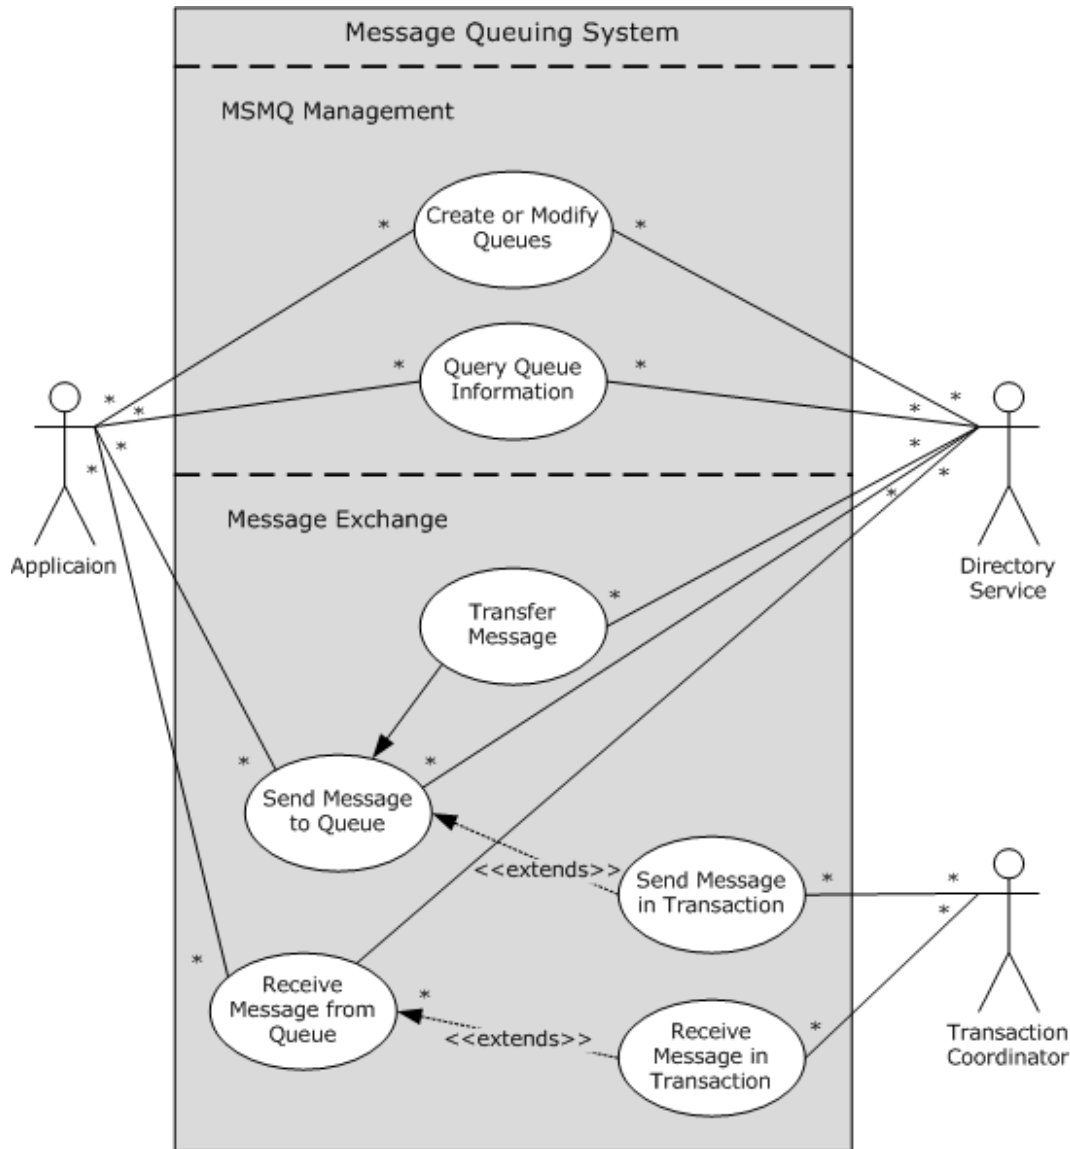 Message Queuing System
MSMQ Management
Create or Modify
Queues
*
*
Query Queue
Information
*
*
*
*
*
*
*
*
*
*
*
*
Applicaion
Directory
Service
Message Exchange
Transfer
Message
*
Send Message
to Queue
*
*
<<extends>>
Send Message
in Transaction
*
*
*
Receive
Message from
Queue
*
*
<<extends>>
Receive
Message in
Transaction
*
Transaction
Coordinator